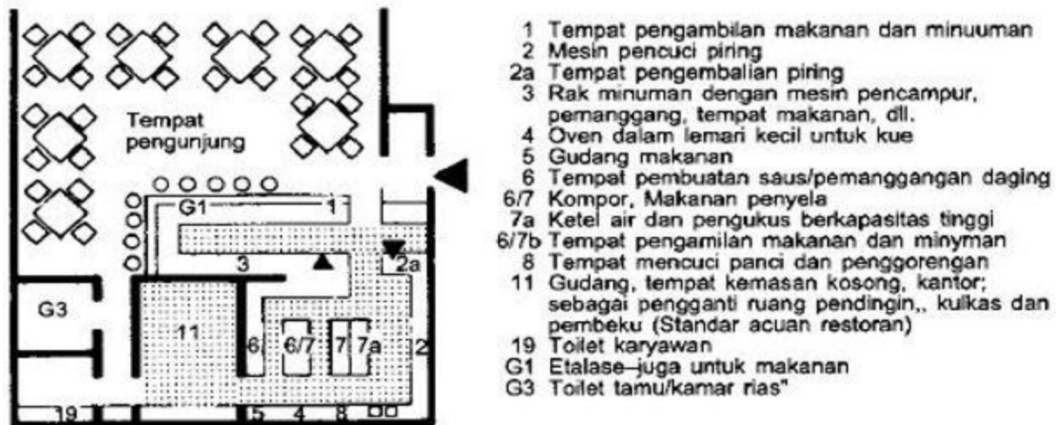 Tempat
pengunjung
G1
1
3
2a
G3
11
6
6/7
7
7a
2
19
5
4
8
1 Tempat pengambilan makanan dan minuuman
2 Mesin pencuci piring
2a Tempat pengembalian piring
3 Rak minuman dengan mesin pencampur,
pemanggang, tempat makanan, dll.
4 Oven dalam lemari kecil untuk kue
5 Gudang makanan
6 Tempat pembuatan saus/pemanggangan daging
6/7 Kompor, Makanan penyela
7a Ketel air dan pengukus berkapasitas tinggi
6/7b Tempat pengamilan makanan dan minyman
8 Tempat mencuci panci dan penggorengan
11 Gudang, tempat kemasan kosong, kantor;
sebagai pengganti ruang pendingin,, kulkas dan
pembeku (Standar acuan restoran)
19 Toilet karyawan
G1 Etalase–juga untuk makanan
G3 Toilet tamu/kamar rias"